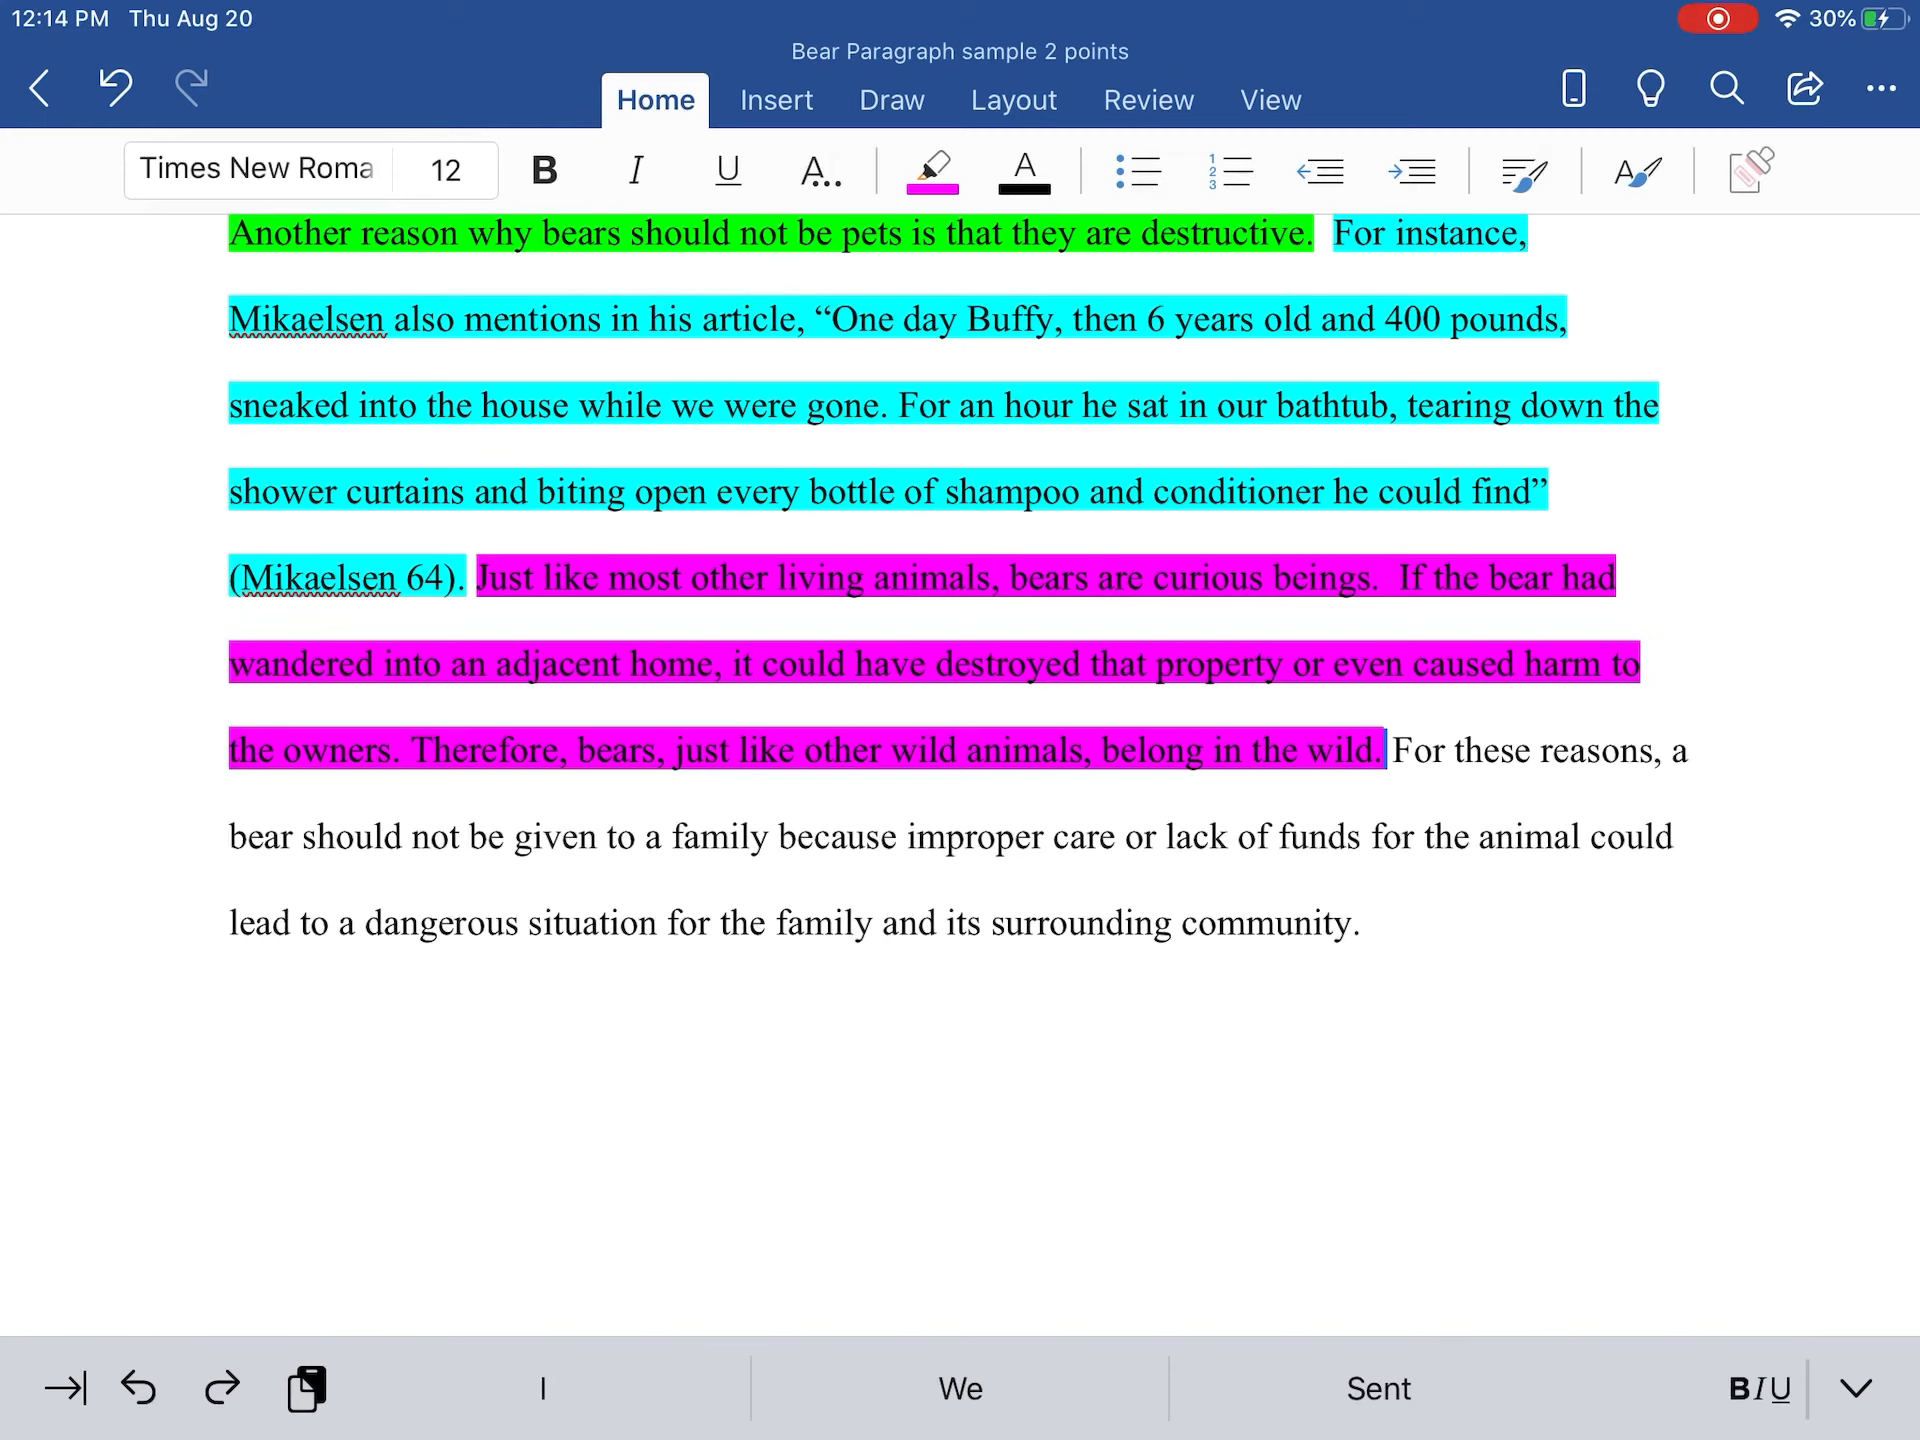 12:14 PM Thu Aug 20 30%
Bear Paragraph sample 2 points
Home Insert Draw Layout Review View
Times New Roma 12 B I U A... A 1 2 3 A
Another reason why bears should not be pets is that they are destructive.  For instance,
Mikaelsen also mentions in his article, “One day Buffy, then 6 years old and 400 pounds,
sneaked into the house while we were gone. For an hour he sat in our bathtub, tearing down the
shower curtains and biting open every bottle of shampoo and conditioner he could find”
(Mikaelsen 64). Just like most other living animals, bears are curious beings.  If the bear had
wandered into an adjacent home, it could have destroyed that property or even caused harm to
the owners. Therefore, bears, just like other wild animals, belong in the wild. For these reasons, a
bear should not be given to a family because improper care or lack of funds for the animal could
lead to a dangerous situation for the family and its surrounding community.
I We Sent BIU